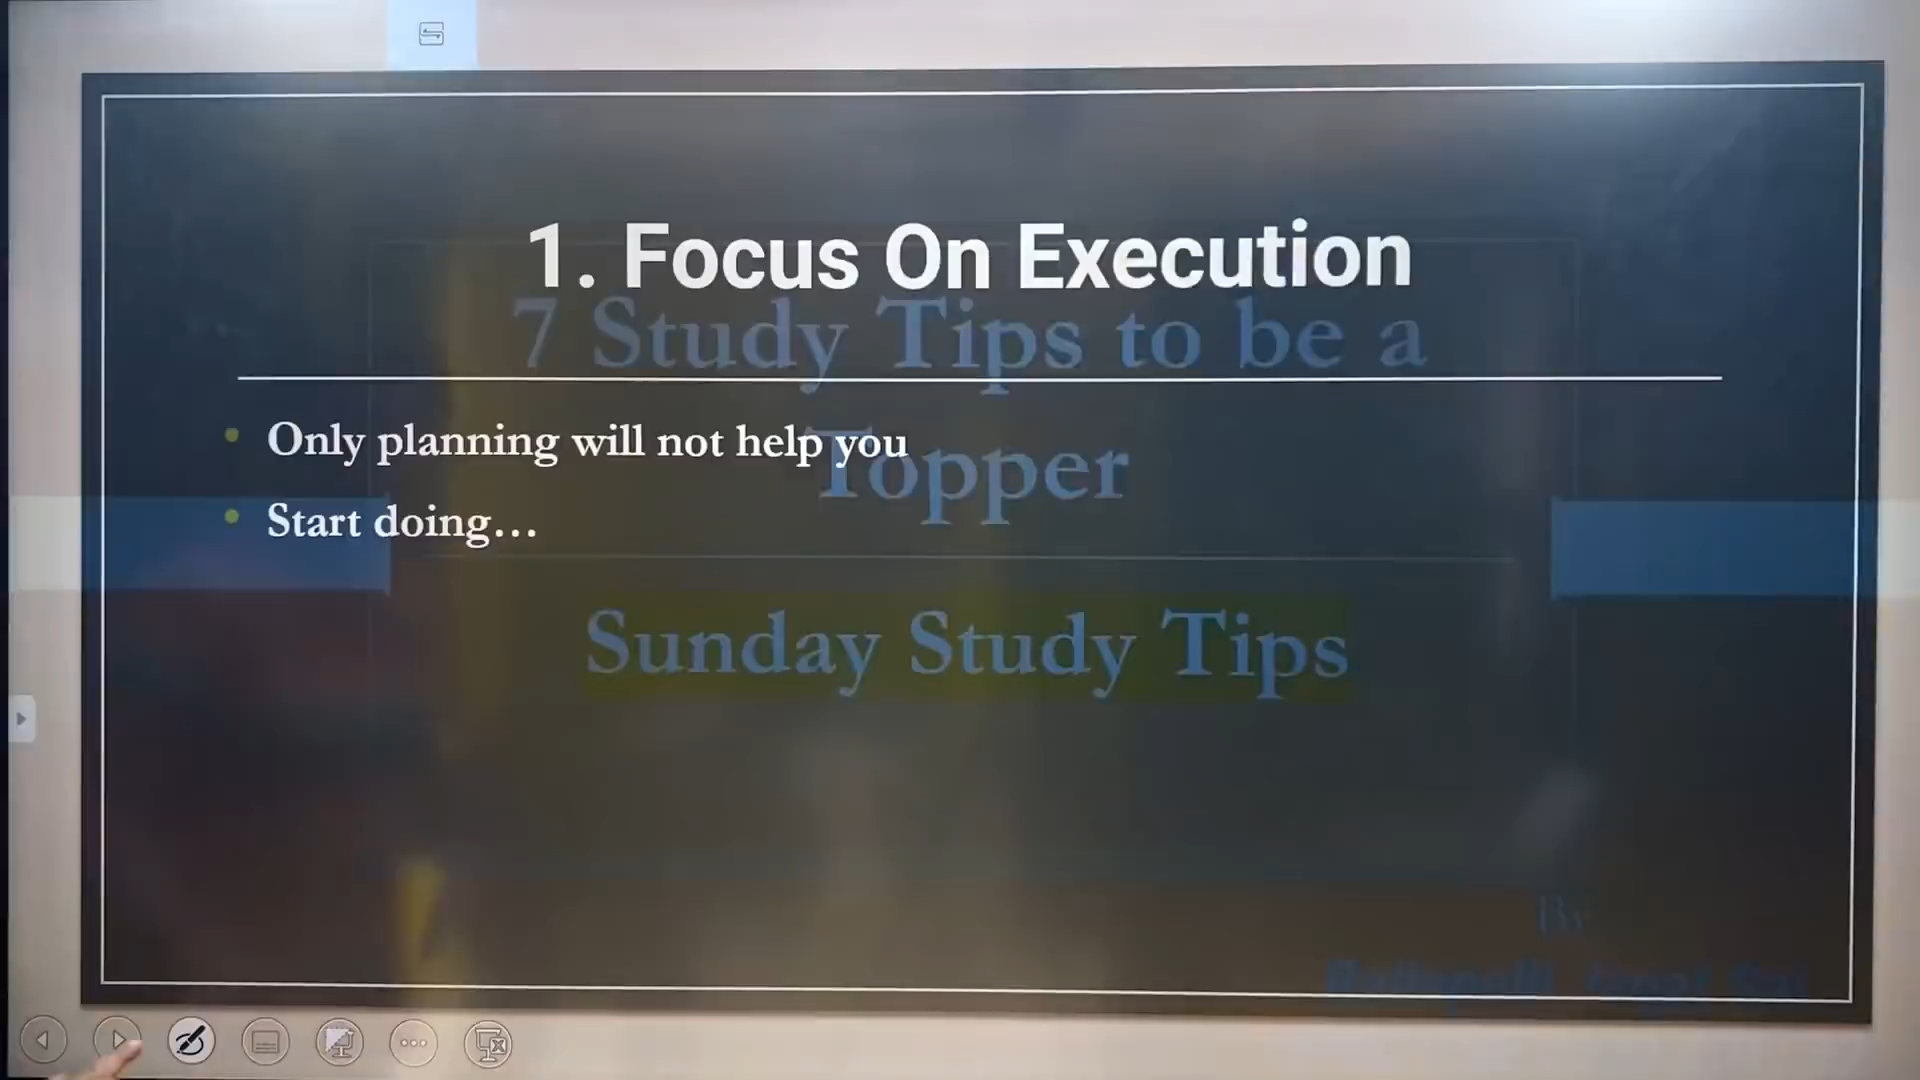 1. Focus On Execution
7 Study Tips to be a
Topper
Only planning will not help you
Start doing...
Sunday Study Tips
By